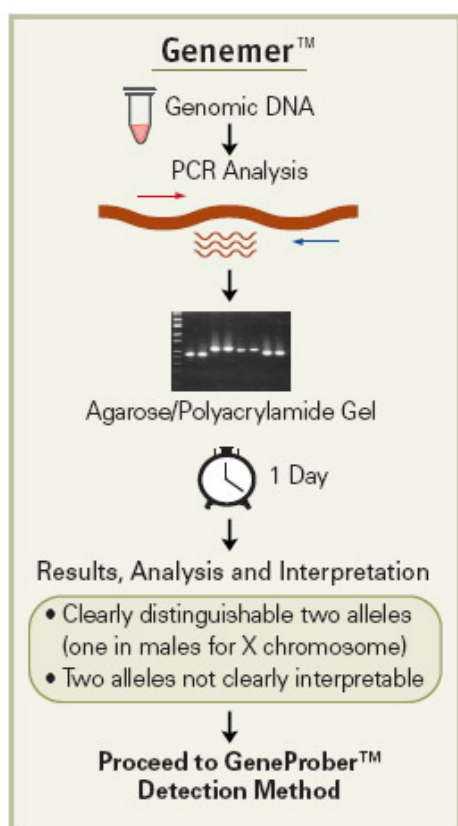 Genemer™
Genomic DNA
PCR Analysis
Agarose/Polyacrylamide Gel
1 Day
Results, Analysis and Interpretation
• Clearly distinguishable two alleles
(one in males for X chromosome)
• Two alleles not clearly interpretable
Proceed to GeneProber™
Detection Method